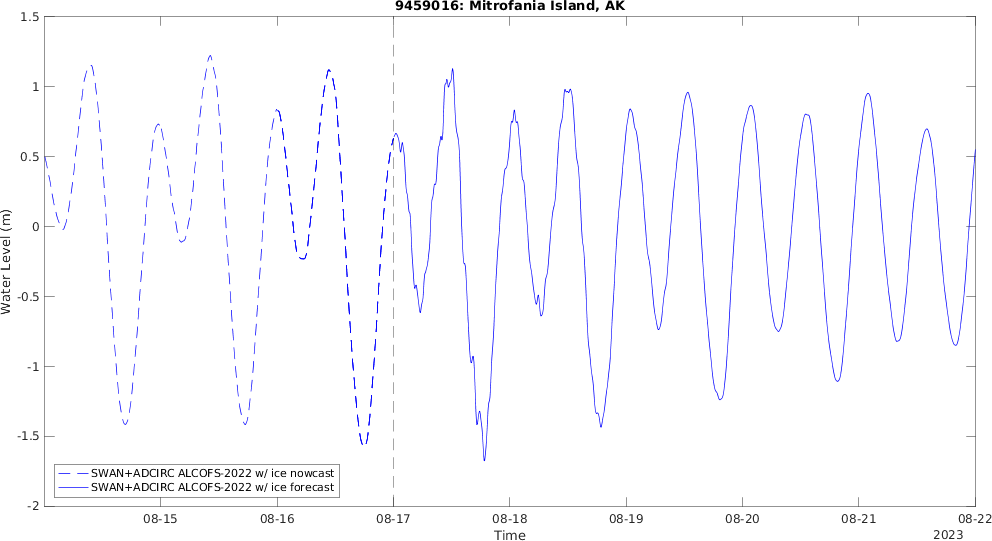 9459016: Mitrofania Island, AK
1.5
1
0.5
0
-0.5
-1
-1.5
-2
Water Level (m)
SWAN+ADCIRC ALCOFS-2022 w/ ice nowcast
SWAN+ADCIRC ALCOFS-2022 w/ ice forecast
08-15 08-16 08-17 08-18 08-19 08-20 08-21 08-22
Time
2023